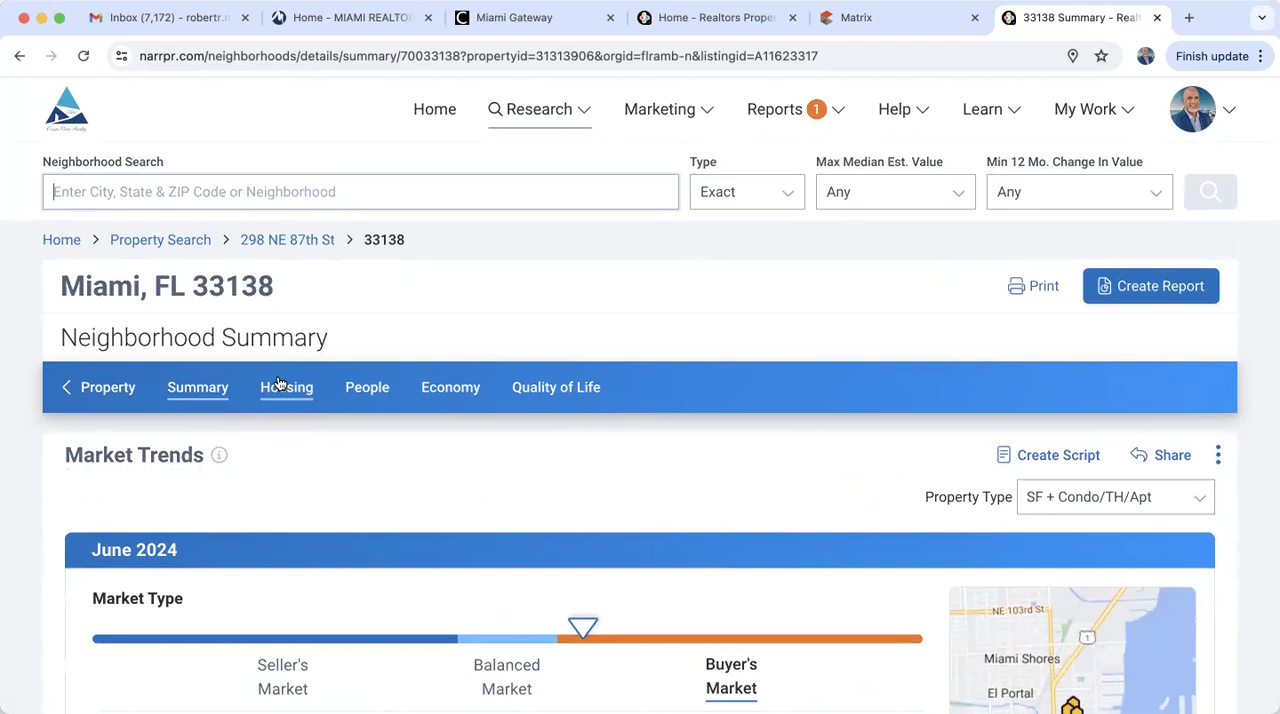 Inbox (7,172) - robertr.n
Home - MIAMI REALTO
Miami Gateway
Home - Realtors Prope
Matrix
33138 Summary - Realt
narrpr.com/neighborhoods/details/summary/70033138?propertyid=31313906&orgid=flramb-n&listingid=A11623317
Finish update
Home
Research
Marketing
Reports 1
Help
Learn
My Work
Neighborhood Search
Type
Max Median Est. Value
Min 12 Mo. Change In Value
Enter City, State & ZIP Code or Neighborhood
Exact
Any
Any
Home > Property Search > 298 NE 87th St > 33138
Miami, FL 33138
Print
Create Report
Neighborhood Summary
Property
Summary
Housing
People
Economy
Quality of Life
Market Trends
Create Script
Share
Property Type
SF + Condo/TH/Apt
June 2024
Market Type
Seller's
Market
Balanced
Market
Buyer's
Market
NE 103rd St
1
Miami Shores
El Portal